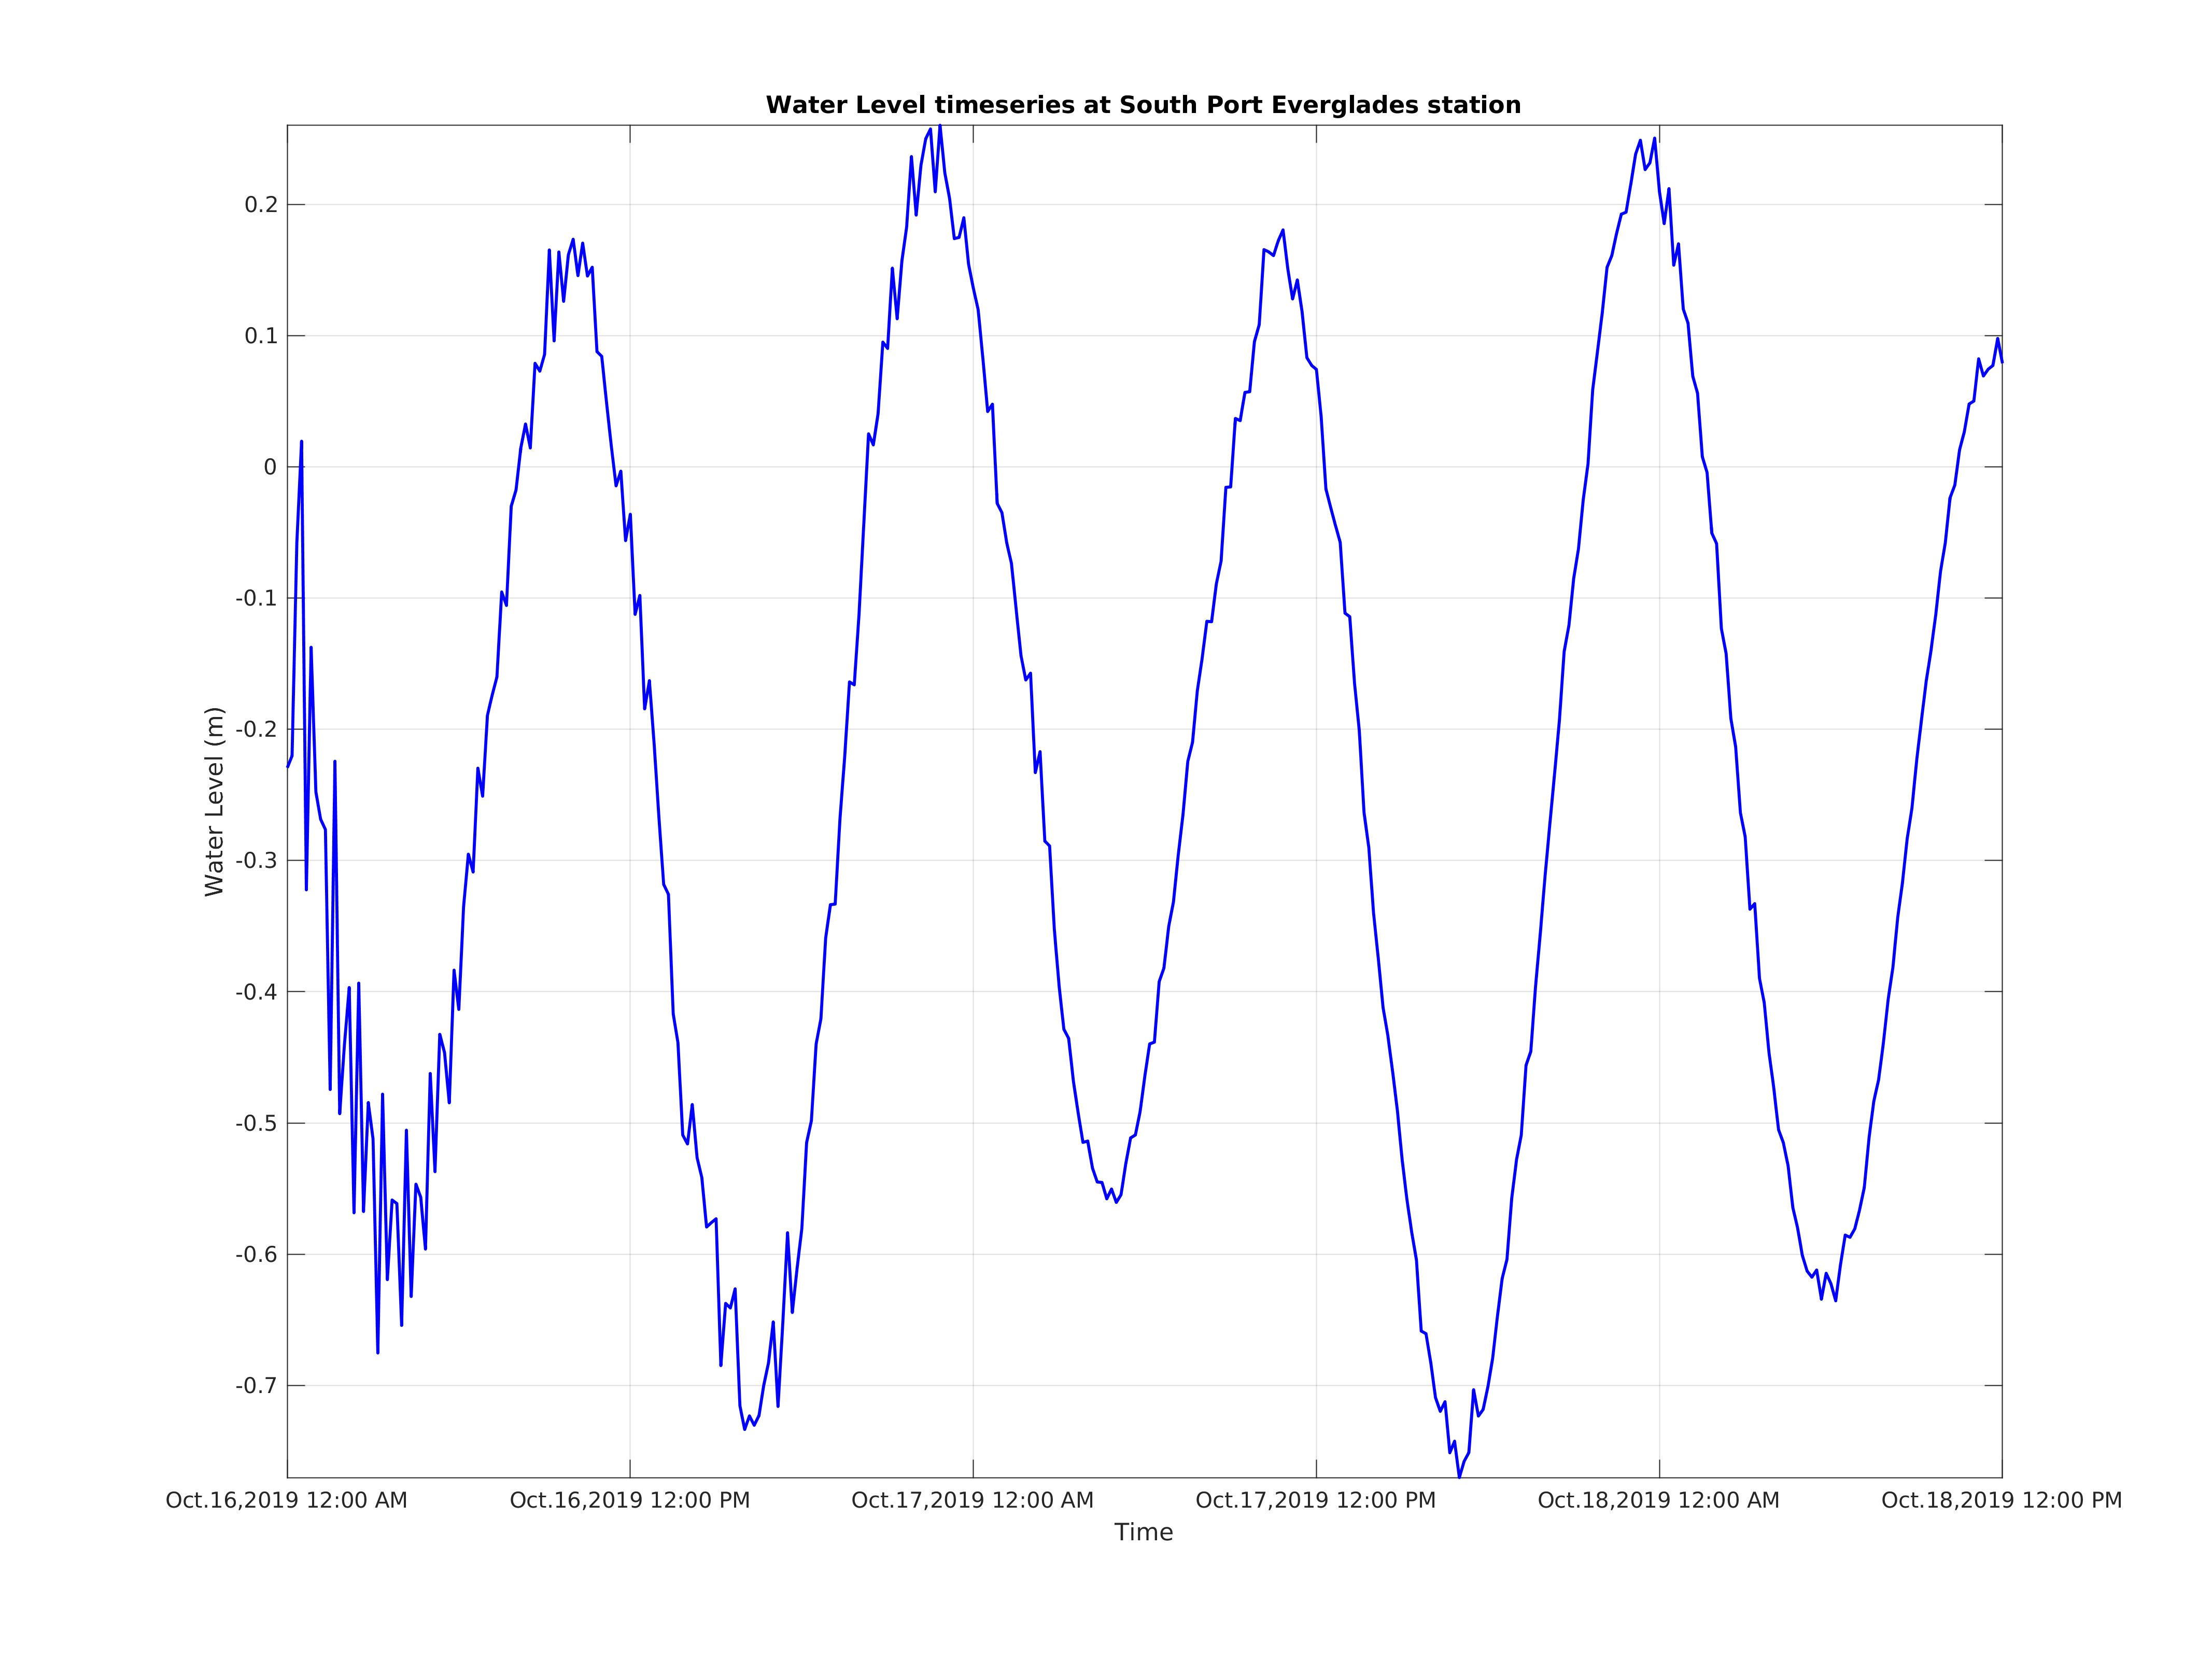 Water Level timeseries at South Port Everglades station
0.2
0.1
0
-0.1
-0.2
-0.3
-0.4
-0.5
-0.6
-0.7
Water Level (m)
Oct.16,2019 12:00 AM
Oct.16,2019 12:00 PM
Oct.17,2019 12:00 AM
Oct.17,2019 12:00 PM
Oct.18,2019 12:00 AM
Oct.18,2019 12:00 PM
Time